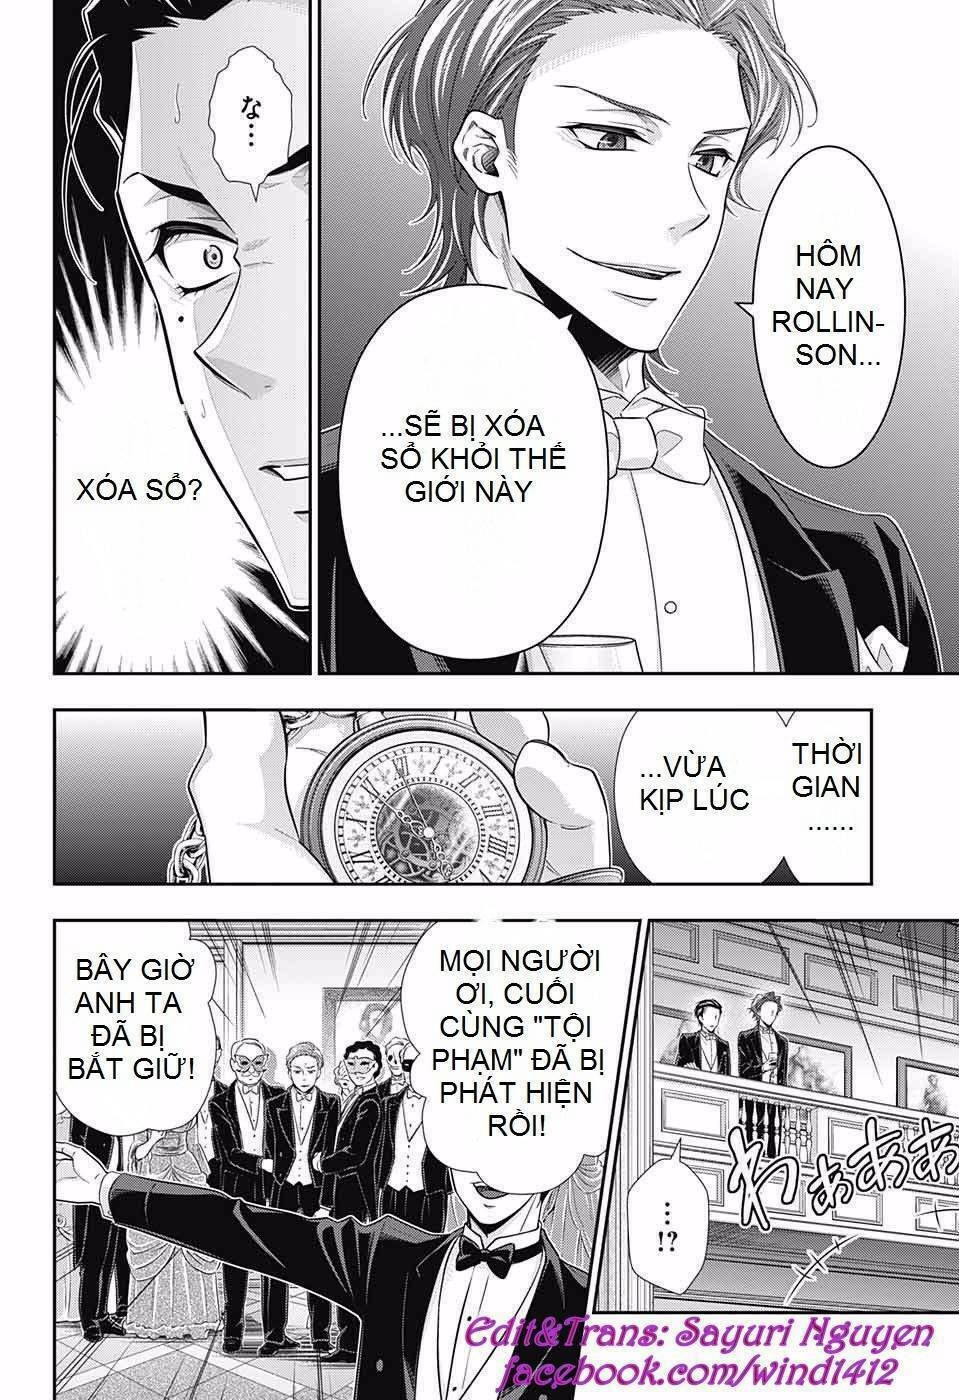 HÔM
NAY
ROLLIN-
SON...
...SẼ BỊ XÓA
SỔ KHỎI THẾ
GIỚI NÀY
な…
XÓA SỔ?
THỜI
GIAN
......
...VỪA
KỊP LÚC
わああああ
…!?
MỌI NGƯỜI
ƠI, CUỐI
CÙNG "TỘI
PHẠM" ĐÃ BỊ
PHÁT HIỆN
RỒI!
BÂY GIỜ
ANH TA
ĐÃ BỊ
BẮT GIỮ!
Edit&Trans: Sayuri Nguyen
facebook.com/wind1412